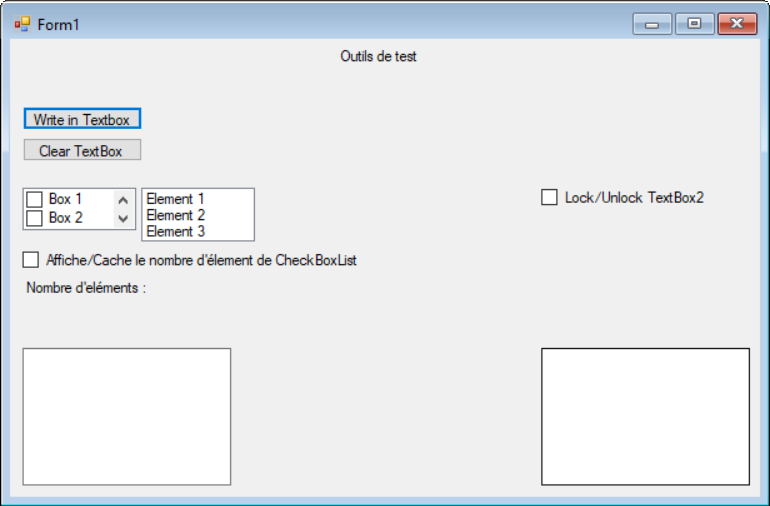 Form1
Outils de test
Write in Textbox
Clear TextBox
Box 1
Box 2
Element 1
Element 2
Element 3
Lock/Unlock TextBox2
Affiche/Cache le nombre d'élement de CheckBoxList
Nombre d'eléments :